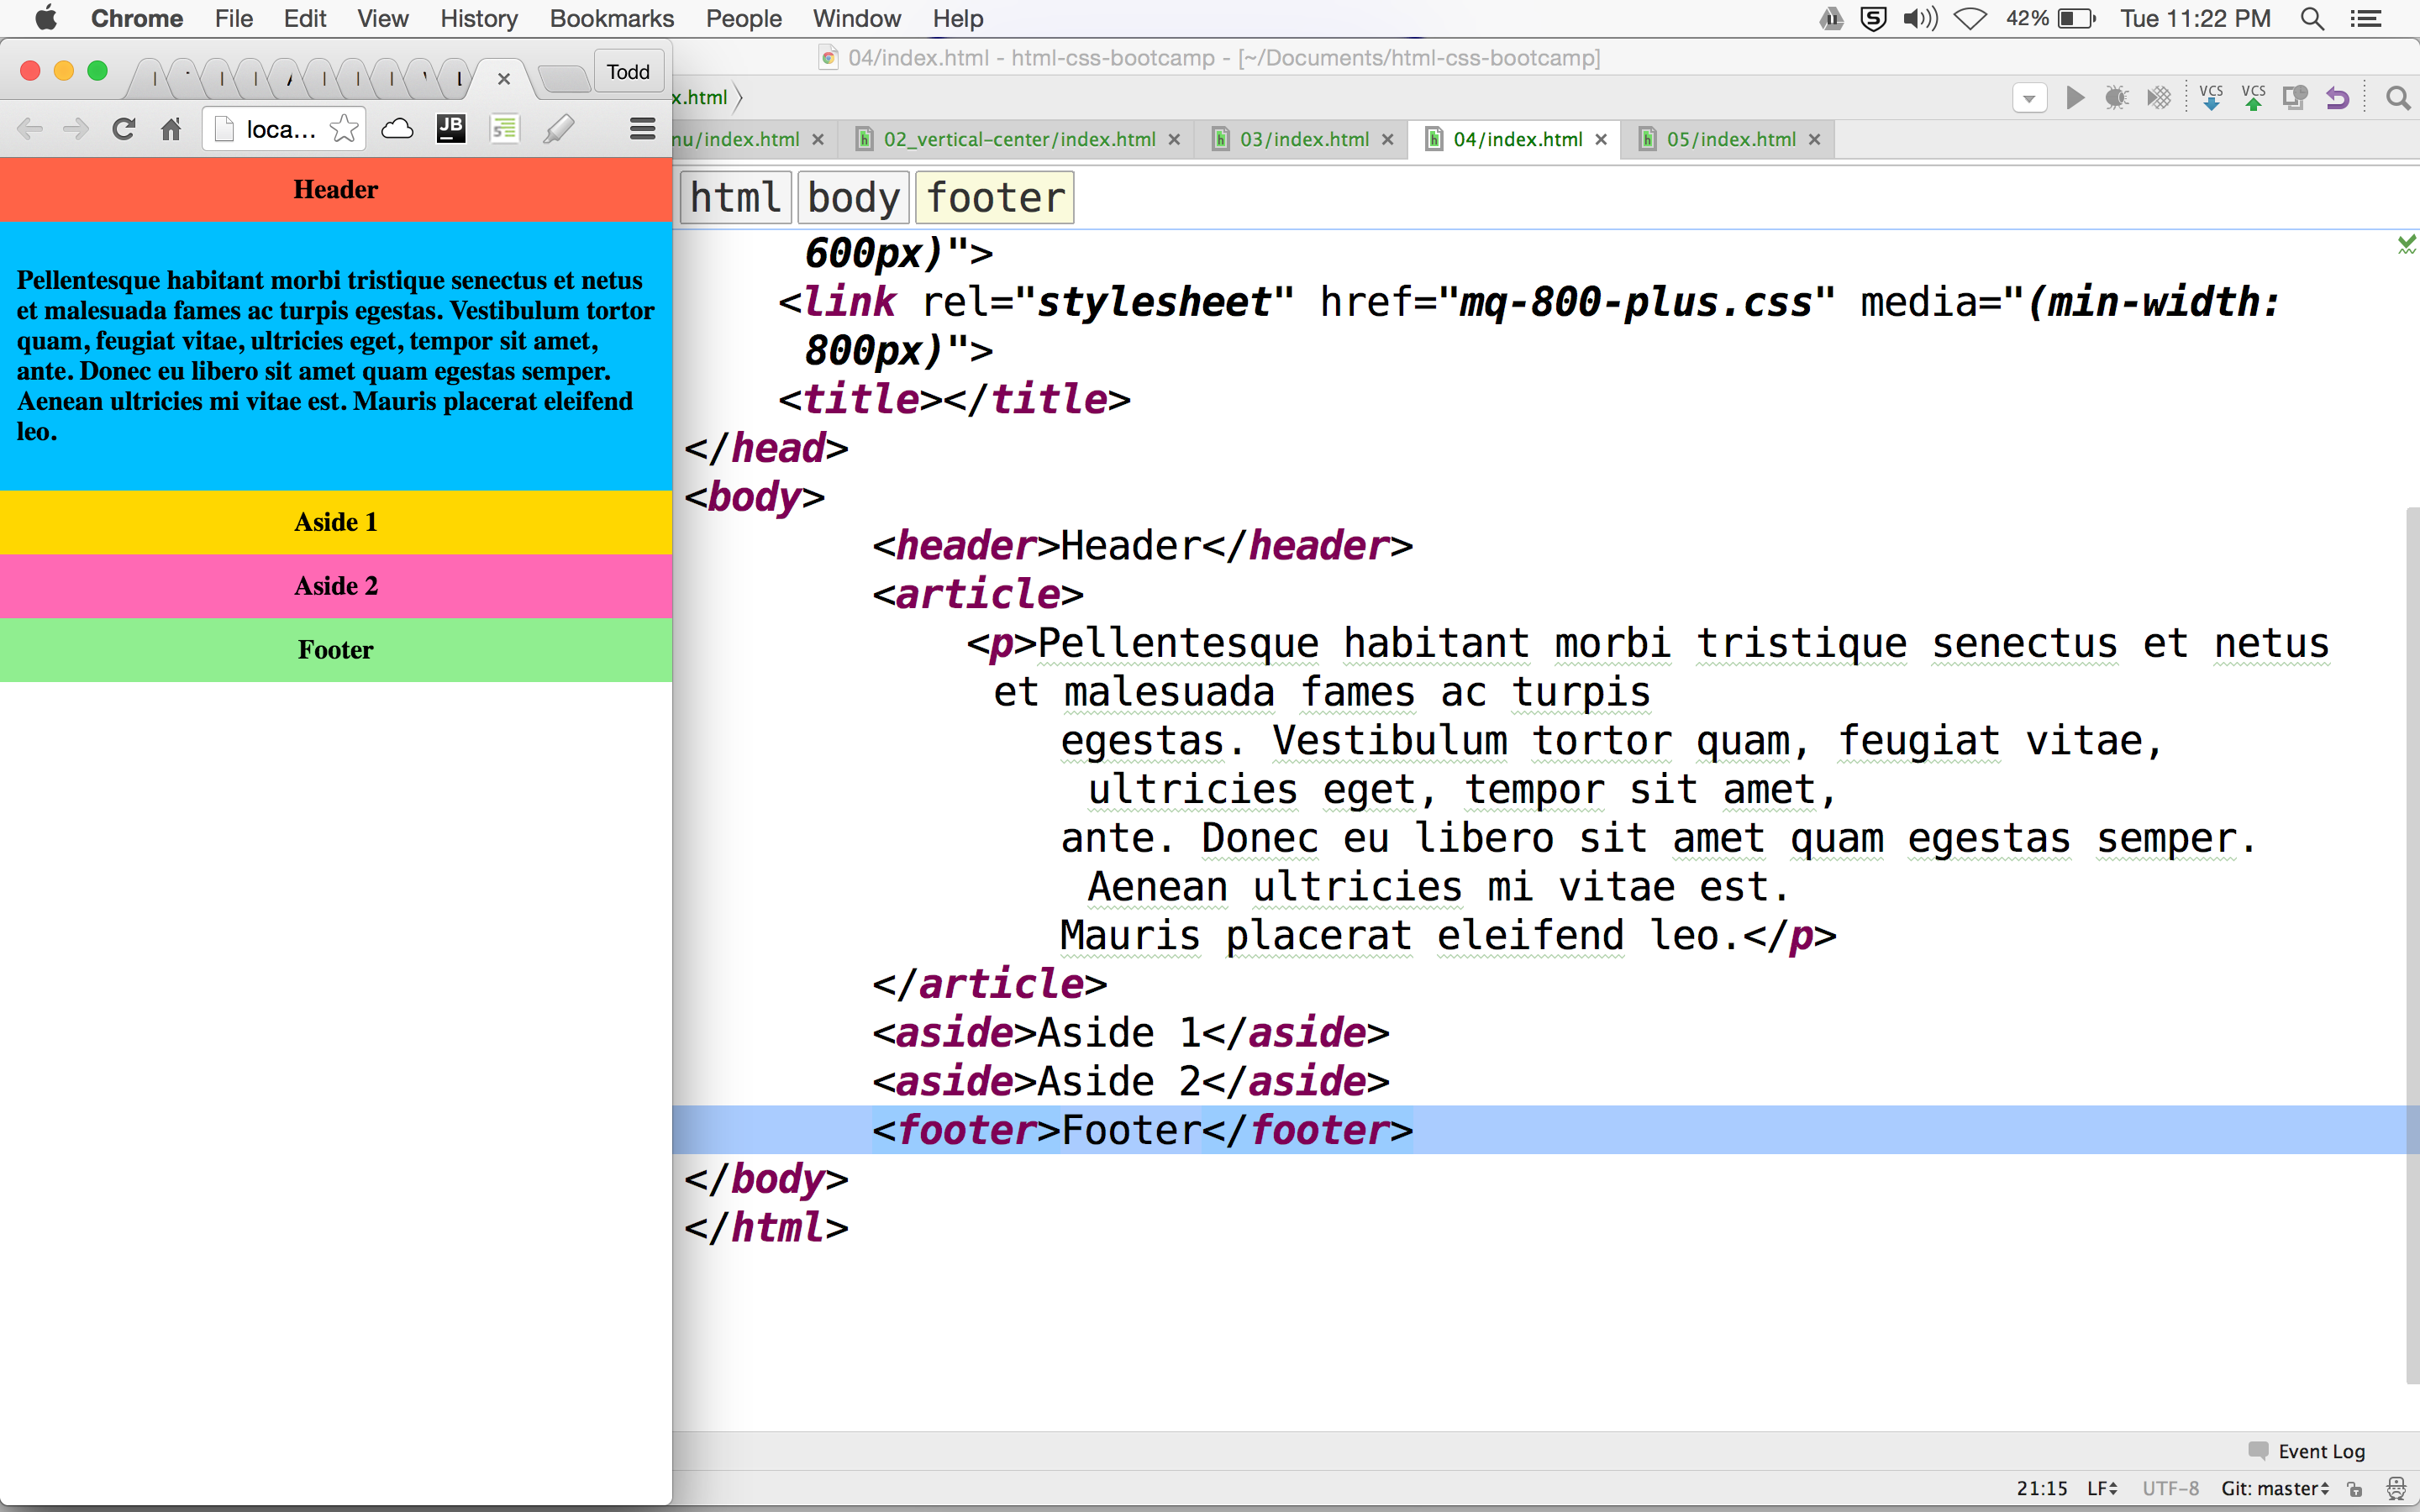 Chrome File Edit View History Bookmarks People Window Help 42% Tue 11:22 PM
04/index.html - html-css-bootcamp - [~/Documents/html-css-bootcamp]
Todd
x.html
VCS VCS
loca...
JB
nu/index.html 02_vertical-center/index.html 03/index.html 04/index.html 05/index.html
html body footer
Header
Pellentesque habitant morbi tristique senectus et netus
et malesuada fames ac turpis egestas. Vestibulum tortor
quam, feugiat vitae, ultricies eget, tempor sit amet,
ante. Donec eu libero sit amet quam egestas semper.
Aenean ultricies mi vitae est. Mauris placerat eleifend
leo.
Aside 1
Aside 2
Footer
600px)">
<link rel="stylesheet" href="mq-800-plus.css" media="(min-width:
800px)">
<title></title>
</head>
<body>
<header>Header</header>
<article>
<p>Pellentesque habitant morbi tristique senectus et netus
et malesuada fames ac turpis
egestas. Vestibulum tortor quam, feugiat vitae,
ultricies eget, tempor sit amet,
ante. Donec eu libero sit amet quam egestas semper.
Aenean ultricies mi vitae est.
Mauris placerat eleifend leo.</p>
</article>
<aside>Aside 1</aside>
<aside>Aside 2</aside>
<footer>Footer</footer>
</body>
</html>
Event Log
21:15 LF UTF-8 Git: master